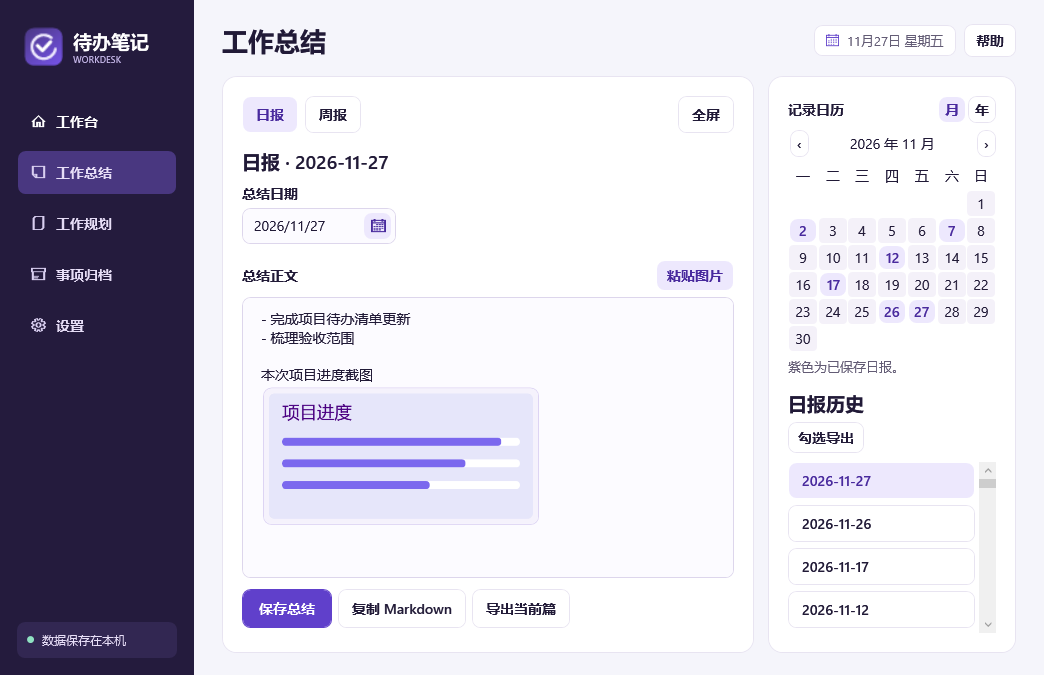 待办笔记
WORKDESK
工作台
工作总结
工作规划
事项归档
设置
数据保存在本机
工作总结
11月27日 星期五
帮助
日报
周报
全屏
日报 · 2026-11-27
总结日期
2026/11/27
总结正文
粘贴图片
- 完成项目待办清单更新
- 梳理验收范围
本次项目进度截图
项目进度
保存总结
复制 Markdown
导出当前篇
记录日历
月
年
‹
2026 年 11 月
›
一 二 三 四 五 六 日
1
2 3 4 5 6 7 8
9 10 11 12 13 14 15
16 17 18 19 20 21 22
23 24 25 26 27 28 29
30
紫色为已保存日报。
日报历史
勾选导出
2026-11-27
2026-11-26
2026-11-17
2026-11-12